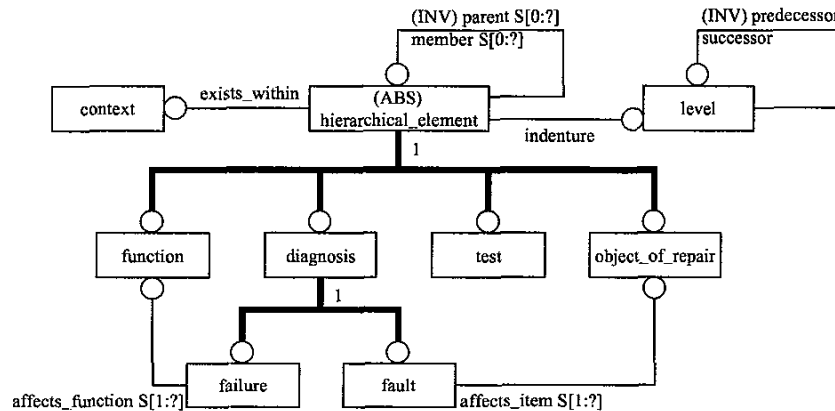 (INV) parent S[0:?]
member S[0:?]
(INV) predecessor
successor
context
exists_within
(ABS)
hierarchical_element
level
indenture
1
function
diagnosis
test
object_of_repair
1
failure
fault
affects_function S[1:?]
affects_item S[1:?]